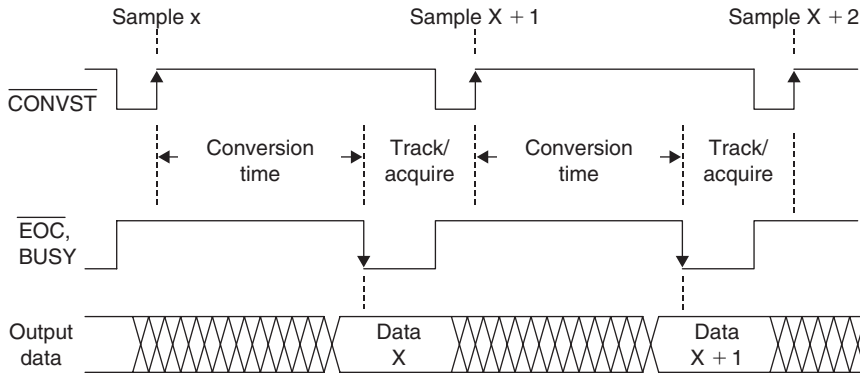 Sample x
Sample X + 1
Sample X + 2
CONVST
Conversion
time
Track/
acquire
Conversion
time
Track/
acquire
EOC,
BUSY
Output
data
Data
X
Data
X + 1